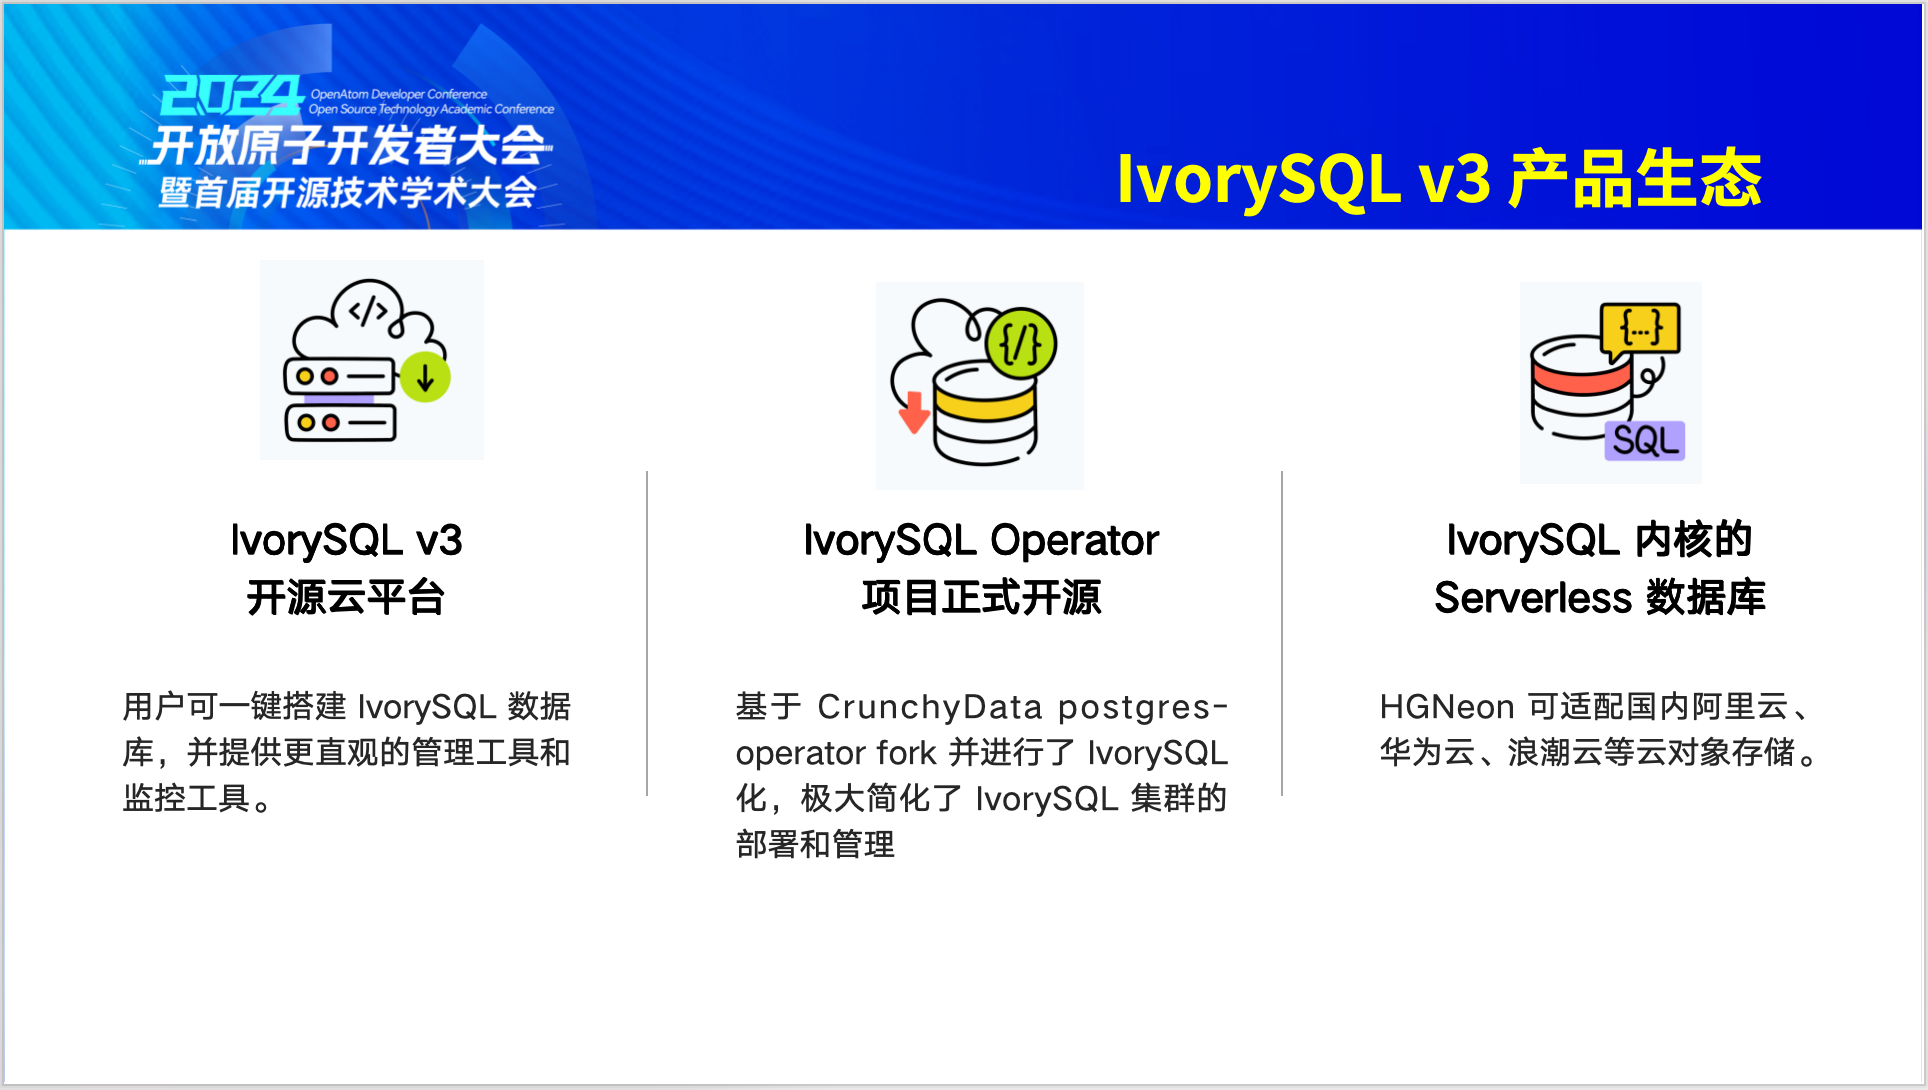 2024
OpenAtom Developer Conference
Open Source Technology Academic Conference
开放原子开发者大会
暨首届开源技术学术大会
IvorySQL v3 产品生态
</>
{/}
{...}
SQL
IvorySQL v3
开源云平台
用户可一键搭建 IvorySQL 数据
库，并提供更直观的管理工具和
监控工具。
IvorySQL Operator
项目正式开源
基于 CrunchyData postgres-
operator fork 并进行了 IvorySQL
化，极大简化了 IvorySQL 集群的
部署和管理
IvorySQL 内核的
Serverless 数据库
HGNeon 可适配国内阿里云、
华为云、浪潮云等云对象存储。